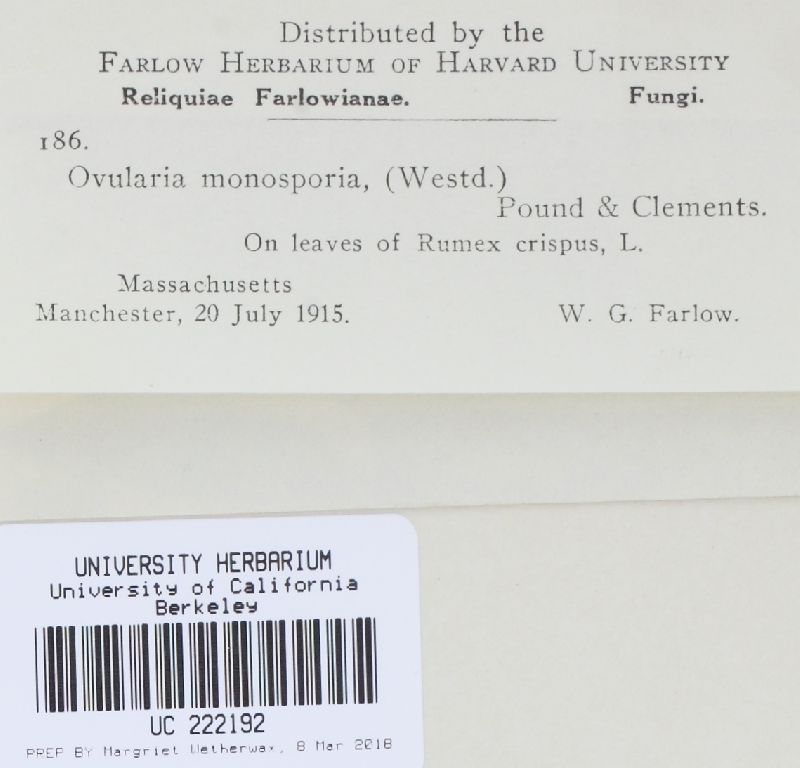 Distributed by the
FARLOW HERBARIUM OF HARVARD UNIVERSITY
Reliquiae Farlowianae. Fungi.
186.
Ovularia monosporia, (Westd.)
Pound & Clements.
On leaves of Rumex crispus, L.
Massachusetts
Manchester, 20 July 1915. W. G. Farlow.
UNIVERSITY HERBARIUM
University of California
Berkeley
UC 222192
PREP BY Margriet Wetherwax, 8 Mar 2018